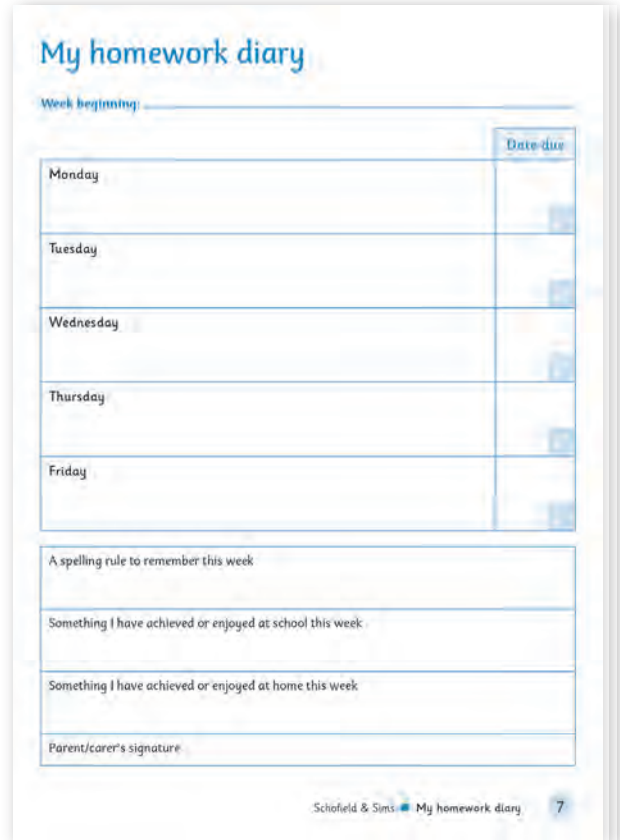 My homework diary
Week beginning:
Date due
Monday
Tuesday
Wednesday
Thursday
Friday
A spelling rule to remember this week
Something I have achieved or enjoyed at school this week
Something I have achieved or enjoyed at home this week
Parent/carer's signature
Schofield & Sims My homework diary 7